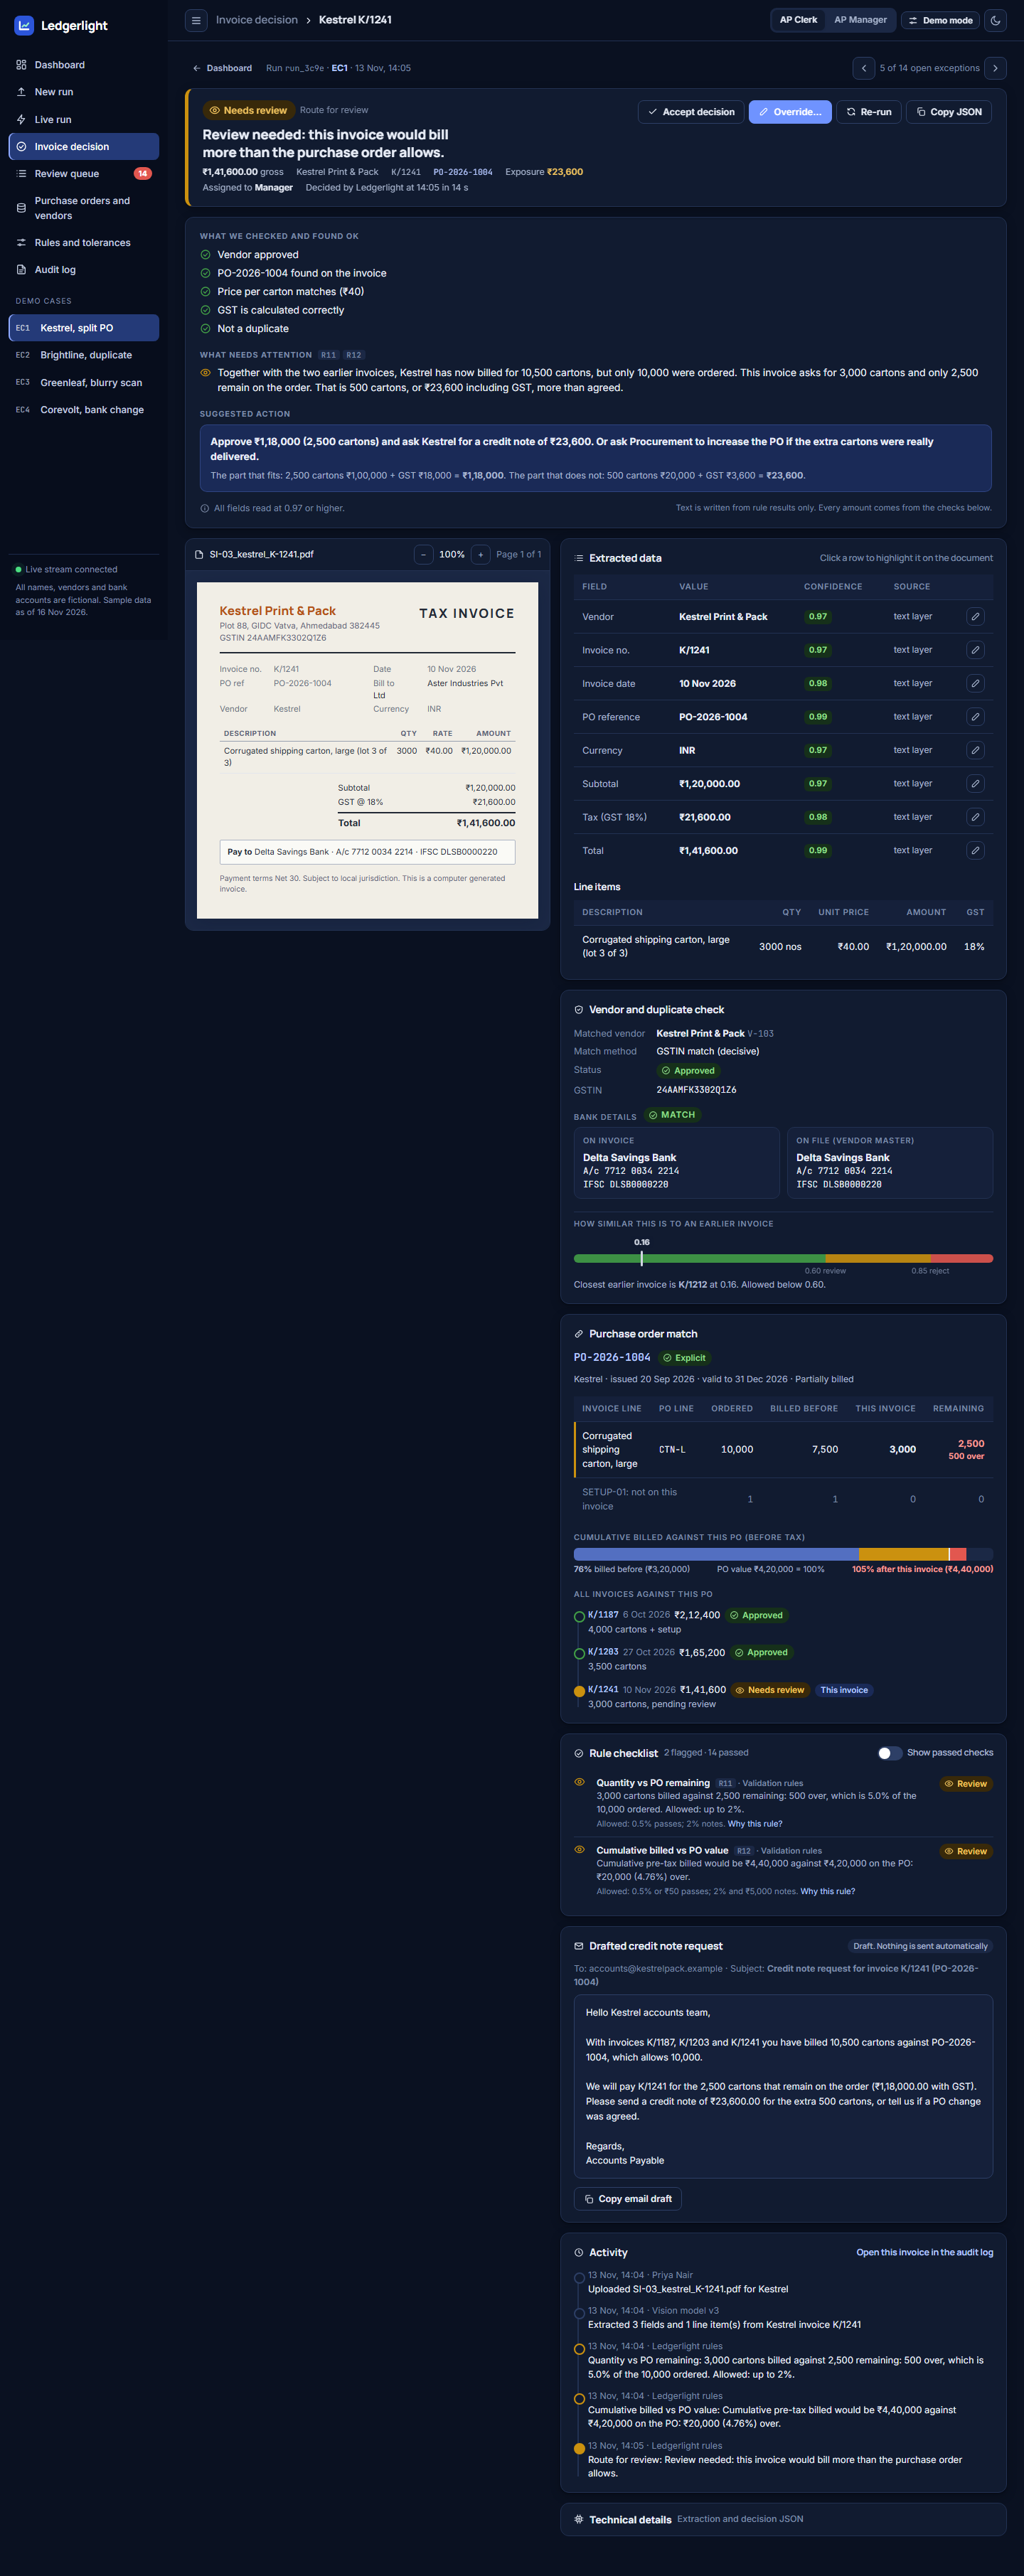 Ledgerlight
Dashboard
New run
Live run
Invoice decision
Review queue 14
Purchase orders and
vendors
Rules and tolerances
Audit log
DEMO CASES
EC1 Kestrel, split PO
EC2 Brightline, duplicate
EC3 Greenleaf, blurry scan
EC4 Corevolt, bank change
Live stream connected
All names, vendors and bank
accounts are fictional. Sample data
as of 16 Nov 2026.
Invoice decision › Kestrel K/1241
AP Clerk AP Manager Demo mode
← Dashboard Run run_3c9e · EC1 · 13 Nov, 14:05
5 of 14 open exceptions
Needs review Route for review
Accept decision Override... Re-run Copy JSON
Review needed: this invoice would bill
more than the purchase order allows.
₹1,41,600.00 gross Kestrel Print & Pack K/1241 PO-2026-1004 Exposure ₹23,600
Assigned to Manager Decided by Ledgerlight at 14:05 in 14 s
WHAT WE CHECKED AND FOUND OK
Vendor approved
PO-2026-1004 found on the invoice
Price per carton matches (₹40)
GST is calculated correctly
Not a duplicate
WHAT NEEDS ATTENTION R11 R12
Together with the two earlier invoices, Kestrel has now billed for 10,500 cartons, but only 10,000 were ordered. This invoice asks for 3,000 cartons and only 2,500
remain on the order. That is 500 cartons, or ₹23,600 including GST, more than agreed.
SUGGESTED ACTION
Approve ₹1,18,000 (2,500 cartons) and ask Kestrel for a credit note of ₹23,600. Or ask Procurement to increase the PO if the extra cartons were really
delivered.
The part that fits: 2,500 cartons ₹1,00,000 + GST ₹18,000 = ₹1,18,000. The part that does not: 500 cartons ₹20,000 + GST ₹3,600 = ₹23,600.
All fields read at 0.97 or higher.
Text is written from rule results only. Every amount comes from the checks below.
SI-03_kestrel_K-1241.pdf − 100% + Page 1 of 1
Kestrel Print & Pack
TAX INVOICE
Plot 88, GIDC Vatva, Ahmedabad 382445
GSTIN 24AAMFK3302Q1Z6
Invoice no. K/1241 Date 10 Nov 2026
PO ref PO-2026-1004 Bill to Aster Industries Pvt
Ltd
Vendor Kestrel Currency INR
DESCRIPTION QTY RATE AMOUNT
Corrugated shipping carton, large (lot 3 of 3000 ₹40.00 ₹1,20,000.00
3)
Subtotal ₹1,20,000.00
GST @ 18% ₹21,600.00
Total ₹1,41,600.00
Pay to Delta Savings Bank · A/c 7712 0034 2214 · IFSC DLSB0000220
Payment terms Net 30. Subject to local jurisdiction. This is a computer generated
invoice.
Extracted data
Click a row to highlight it on the document
FIELD VALUE CONFIDENCE SOURCE
Vendor Kestrel Print & Pack 0.97 text layer
Invoice no. K/1241 0.97 text layer
Invoice date 10 Nov 2026 0.98 text layer
PO reference PO-2026-1004 0.99 text layer
Currency INR 0.97 text layer
Subtotal ₹1,20,000.00 0.97 text layer
Tax (GST 18%) ₹21,600.00 0.98 text layer
Total ₹1,41,600.00 0.99 text layer
Line items
DESCRIPTION QTY UNIT PRICE AMOUNT GST
Corrugated shipping carton, large
(lot 3 of 3) 3000 nos ₹40.00 ₹1,20,000.00 18%
Vendor and duplicate check
Matched vendor Kestrel Print & Pack V-103
Match method GSTIN match (decisive)
Status Approved
GSTIN 24AAMFK3302Q1Z6
BANK DETAILS MATCH
ON INVOICE
Delta Savings Bank
A/c 7712 0034 2214
IFSC DLSB0000220
ON FILE (VENDOR MASTER)
Delta Savings Bank
A/c 7712 0034 2214
IFSC DLSB0000220
HOW SIMILAR THIS IS TO AN EARLIER INVOICE
0.16
0.60 review 0.85 reject
Closest earlier invoice is K/1212 at 0.16. Allowed below 0.60.
Purchase order match
PO-2026-1004 Explicit
Kestrel · issued 20 Sep 2026 · valid to 31 Dec 2026 · Partially billed
INVOICE LINE PO LINE ORDERED BILLED BEFORE THIS INVOICE REMAINING
Corrugated
shipping
carton, large CTN-L 10,000 7,500 3,000 2,500
500 over
SETUP-01: not on this
invoice 1 1 0 0
CUMULATIVE BILLED AGAINST THIS PO (BEFORE TAX)
76% billed before (₹3,20,000) PO value ₹4,20,000 = 100% 105% after this invoice (₹4,40,000)
ALL INVOICES AGAINST THIS PO
K/1187 6 Oct 2026 ₹2,12,400 Approved
4,000 cartons + setup
K/1203 27 Oct 2026 ₹1,65,200 Approved
3,500 cartons
K/1241 10 Nov 2026 ₹1,41,600 Needs review This invoice
3,000 cartons, pending review
Rule checklist 2 flagged · 14 passed
Show passed checks
Quantity vs PO remaining R11 · Validation rules Review
3,000 cartons billed against 2,500 remaining: 500 over, which is 5.0% of the
10,000 ordered. Allowed: up to 2%.
Allowed: 0.5% passes; 2% notes. Why this rule?
Cumulative billed vs PO value R12 · Validation rules Review
Cumulative pre-tax billed would be ₹4,40,000 against ₹4,20,000 on the PO:
₹20,000 (4.76%) over.
Allowed: 0.5% or ₹50 passes; 2% and ₹5,000 notes. Why this rule?
Drafted credit note request
Draft. Nothing is sent automatically
To: accounts@kestrelpack.example · Subject: Credit note request for invoice K/1241 (PO-2026-
1004)
Hello Kestrel accounts team,
With invoices K/1187, K/1203 and K/1241 you have billed 10,500 cartons against PO-2026-
1004, which allows 10,000.
We will pay K/1241 for the 2,500 cartons that remain on the order (₹1,18,000.00 with GST).
Please send a credit note of ₹23,600.00 for the extra 500 cartons, or tell us if a PO change
was agreed.
Regards,
Accounts Payable
Copy email draft
Activity
Open this invoice in the audit log
13 Nov, 14:04 · Priya Nair
Uploaded SI-03_kestrel_K-1241.pdf for Kestrel
13 Nov, 14:04 · Vision model v3
Extracted 3 fields and 1 line item(s) from Kestrel invoice K/1241
13 Nov, 14:04 · Ledgerlight rules
Quantity vs PO remaining: 3,000 cartons billed against 2,500 remaining: 500 over, which is
5.0% of the 10,000 ordered. Allowed: up to 2%.
13 Nov, 14:04 · Ledgerlight rules
Cumulative billed vs PO value: Cumulative pre-tax billed would be ₹4,40,000 against
₹4,20,000 on the PO: ₹20,000 (4.76%) over.
13 Nov, 14:05 · Ledgerlight rules
Route for review: Review needed: this invoice would bill more than the purchase order
allows.
Technical details Extraction and decision JSON